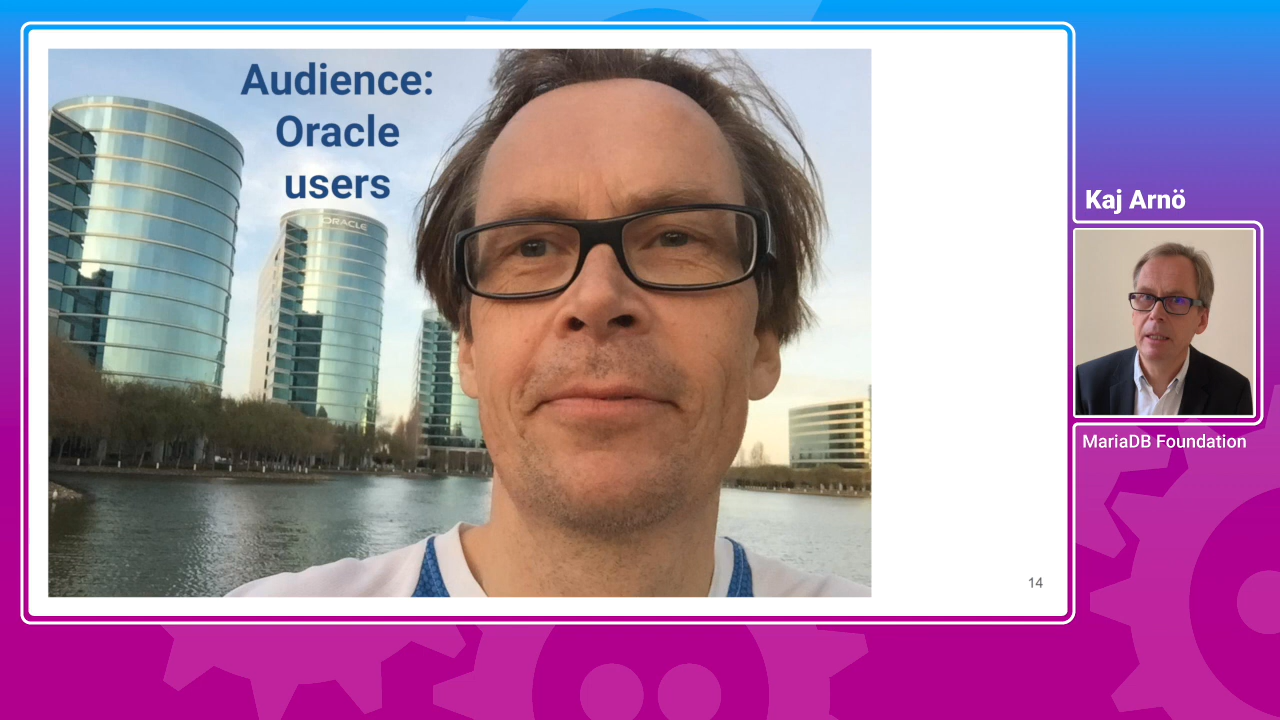 Audience:
Oracle
users
ORACLE
14
Kaj Arnö
MariaDB Foundation